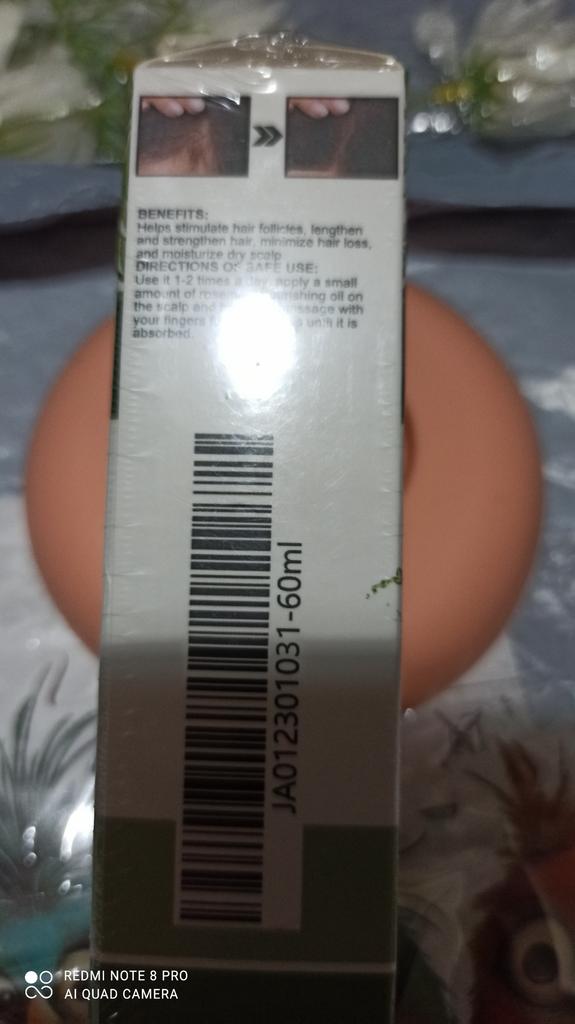 BENEFITS:
Helps stimulate hair follicles, lengthen
and strengthen hair, minimize hair loss,
and moisturize dry scalp
DIRECTIONS OF SAFE USE:
Use it 1-2 times a day, apply a small
amount of oil on
the scalp and with
your fingers until it is
absorbed.
JA012301031-60ml
REDMI NOTE 8 PRO
AI QUAD CAMERA